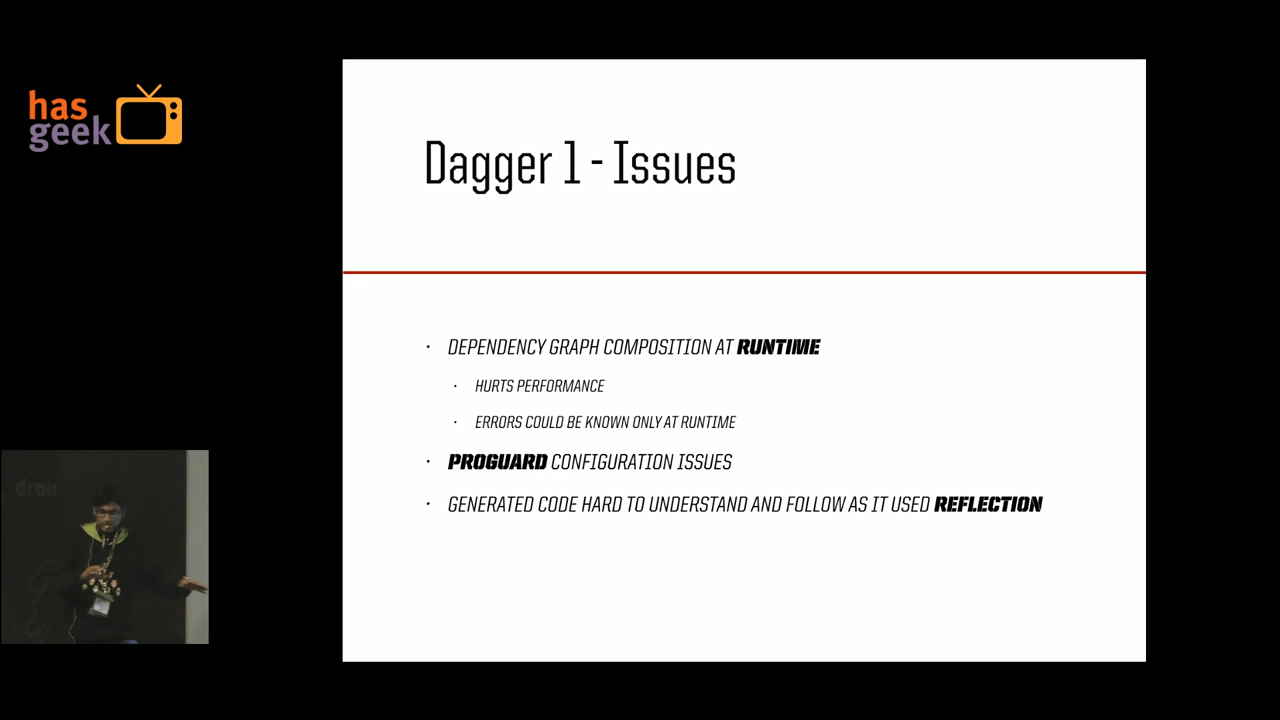 has
geek
Dagger 1 - Issues
• DEPENDENCY GRAPH COMPOSITION AT RUNTIME
• HURTS PERFORMANCE
• ERRORS COULD BE KNOWN ONLY AT RUNTIME
• PROGUARD CONFIGURATION ISSUES
• GENERATED CODE HARD TO UNDERSTAND AND FOLLOW AS IT USED REFLECTION
droid